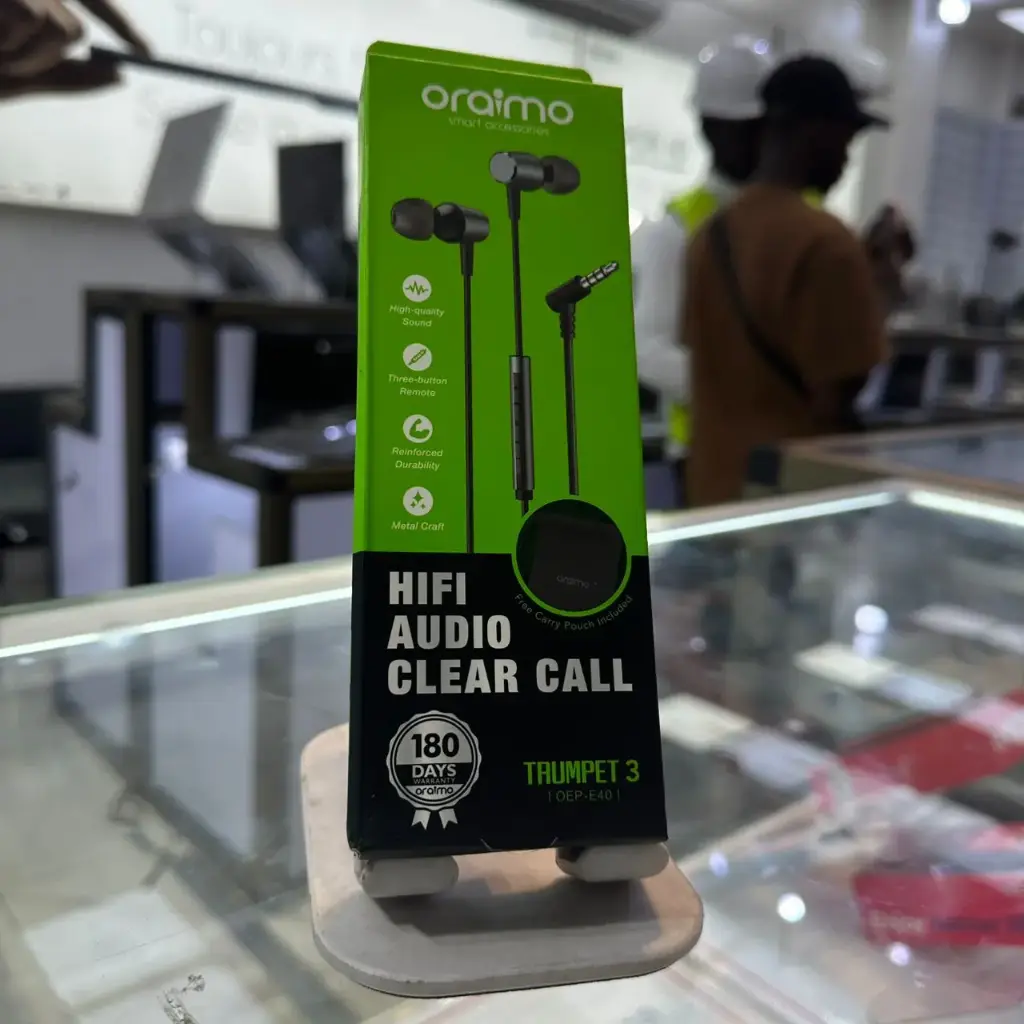 oraimo
smart accessories
High-quality
Sound
Three-button
Remote
Reinforced
Durability
Metal Craft
oraimo
Free Carry Pouch Included
HIFI
AUDIO
CLEAR CALL
180
DAYS
WARRANTY
oraimo
TRUMPET 3
| OEP-E40 |